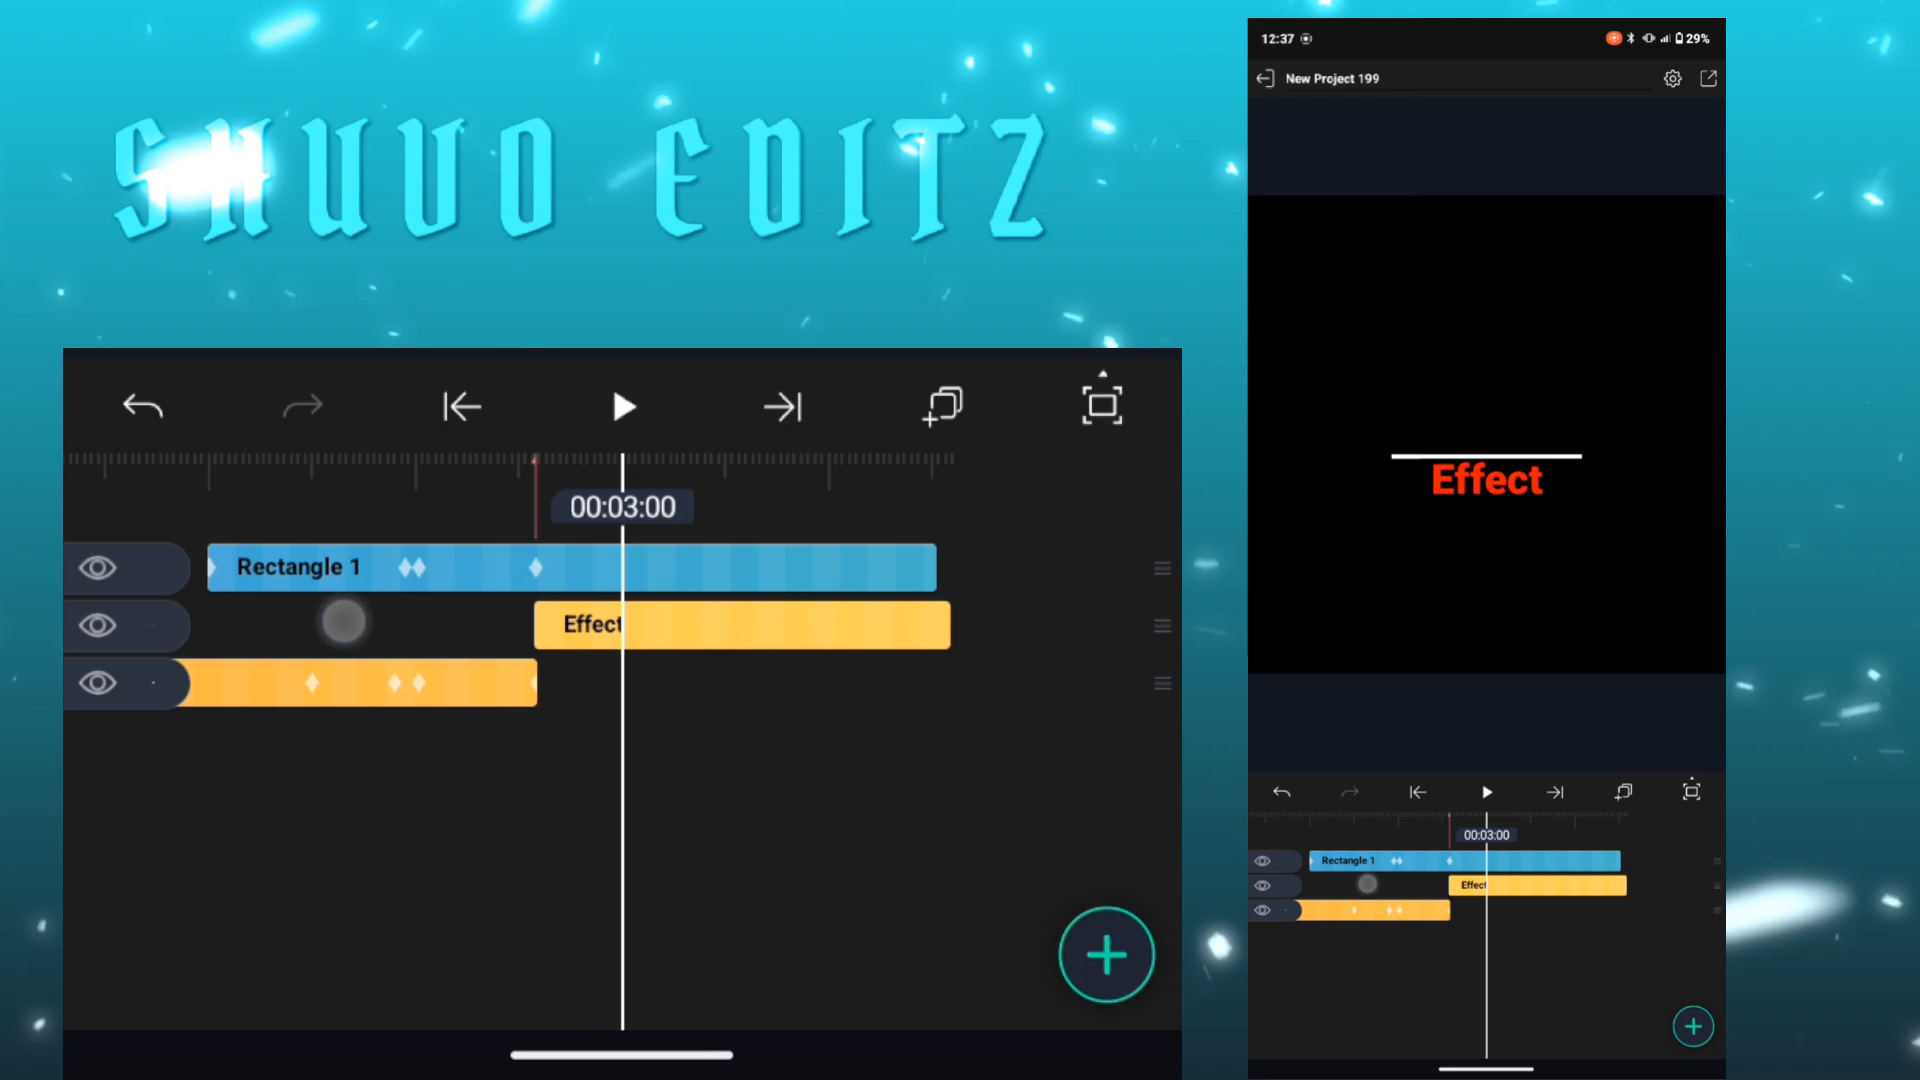 SHUVO EDITZ
00:03:00
Rectangle 1
Effect
12:37
29%
New Project 199
Effect
00:03:00
Rectangle 1
Effect